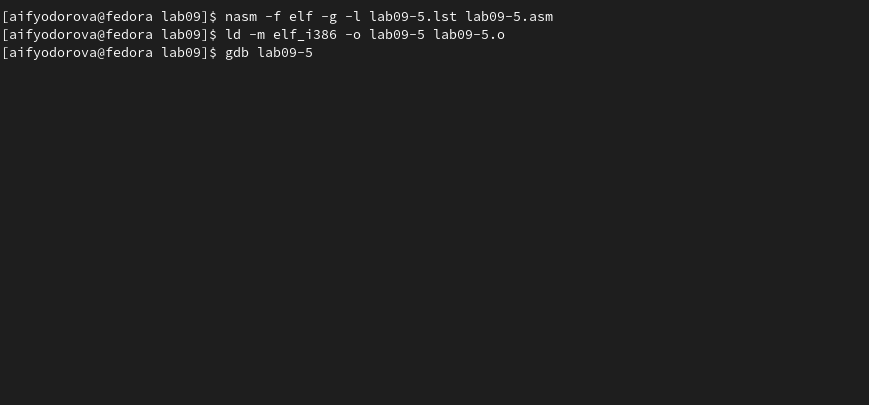 [aifyodorova@fedora lab09]$ nasm -f elf -g -l lab09-5.lst lab09-5.asm
[aifyodorova@fedora lab09]$ ld -m elf_i386 -o lab09-5 lab09-5.o
[aifyodorova@fedora lab09]$ gdb lab09-5